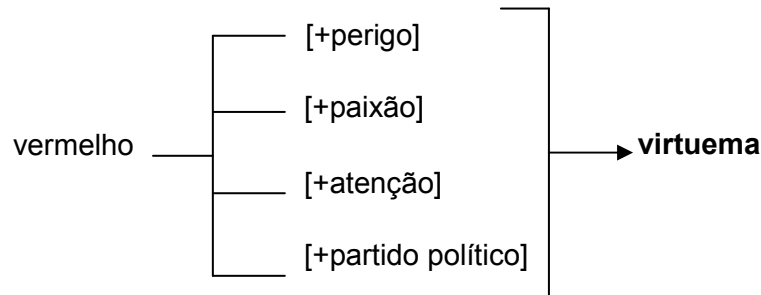 [+perigo]
[+paixão]
vermelho
virtuema
[+atenção]
[+partido político]